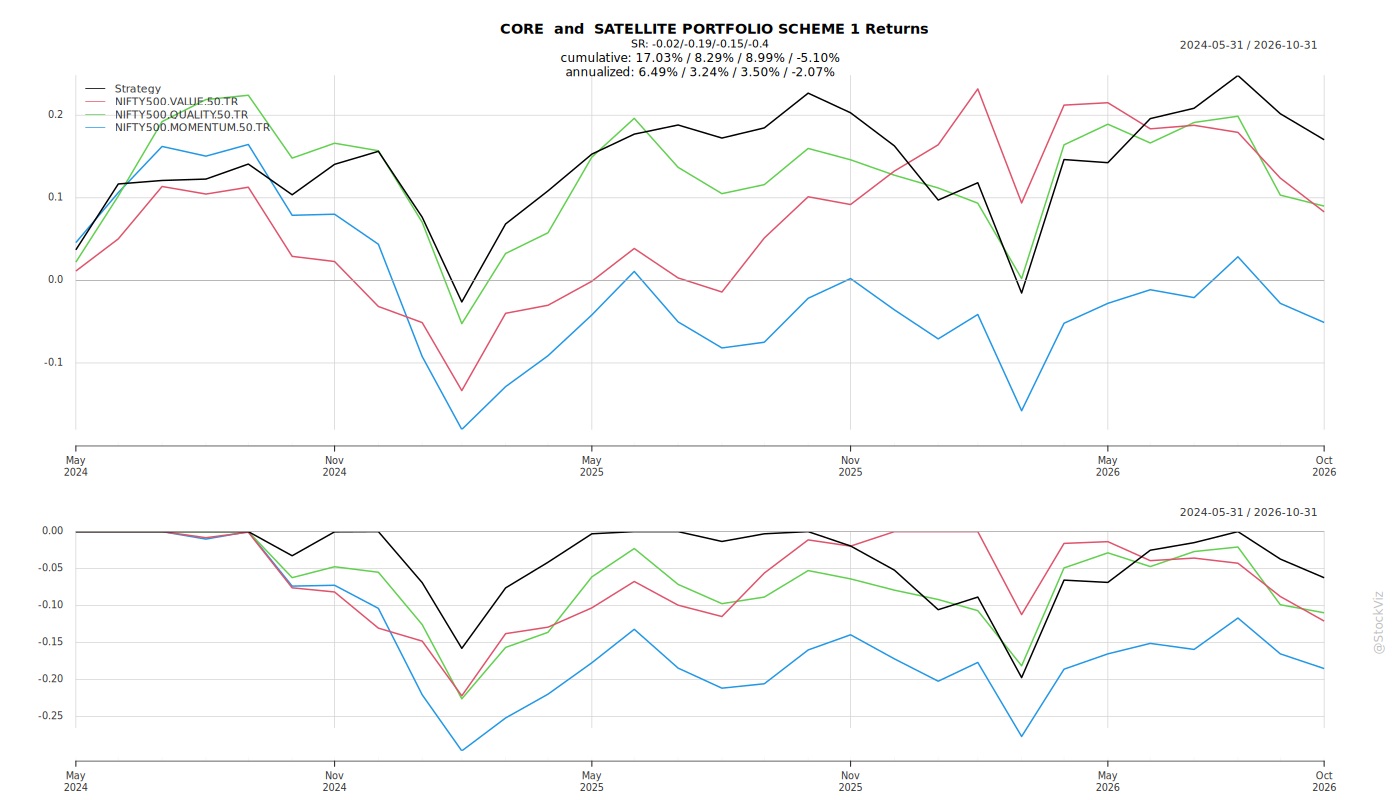 CORE  and  SATELLITE PORTFOLIO SCHEME 1 Returns
SR: -0.02/-0.19/-0.15/-0.4
cumulative: 17.03% / 8.29% / 8.99% / -5.10%
annualized: 6.49% / 3.24% / 3.50% / -2.07%
2024-05-31 / 2026-10-31
Strategy
NIFTY500.VALUE.50.TR
NIFTY500.QUALITY.50.TR
NIFTY500.MOMENTUM.50.TR
0.2
0.1
0.0
-0.1
May Nov May Nov May Oct
2024 2024 2025 2025 2026 2026
2024-05-31 / 2026-10-31
0.00
-0.05
-0.10
-0.15
-0.20
-0.25
May Nov May Nov May Oct
2024 2024 2025 2025 2026 2026
@StockViz